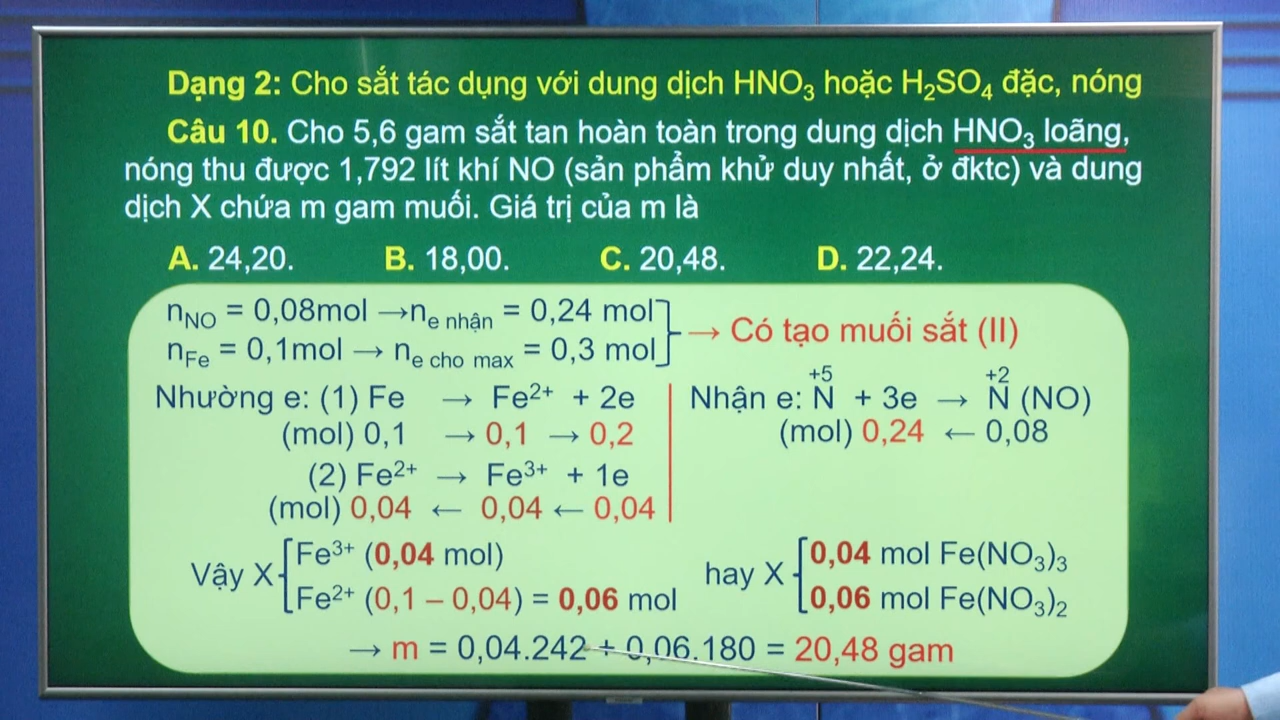 Dạng 2: Cho sắt tác dụng với dung dịch HNO₃ hoặc H₂SO₄ đặc, nóng
Câu 10. Cho 5,6 gam sắt tan hoàn toàn trong dung dịch HNO₃ loãng,
nóng thu được 1,792 lít khí NO (sản phẩm khử duy nhất, ở đktc) và dung
dịch X chứa m gam muối. Giá trị của m là
A. 24,20. B. 18,00. C. 20,48. D. 22,24.
n_NO = 0,08mol → n_e nhận = 0,24 mol
n_Fe = 0,1mol → n_e cho max = 0,3 mol
→ Có tạo muối sắt (II)
Nhường e: (1) Fe → Fe²⁺ + 2e
(mol) 0,1 → 0,1 → 0,2
(2) Fe²⁺ → Fe³⁺ + 1e
(mol) 0,04 ← 0,04 ← 0,04
+5 +2
Nhận e: N + 3e → N (NO)
(mol) 0,24 ← 0,08
Vậy X { Fe³⁺ (0,04 mol)
Fe²⁺ (0,1 – 0,04) = 0,06 mol
hay X { 0,04 mol Fe(NO₃)₃
0,06 mol Fe(NO₃)₂
→ m = 0,04.242 + 0,06.180 = 20,48 gam